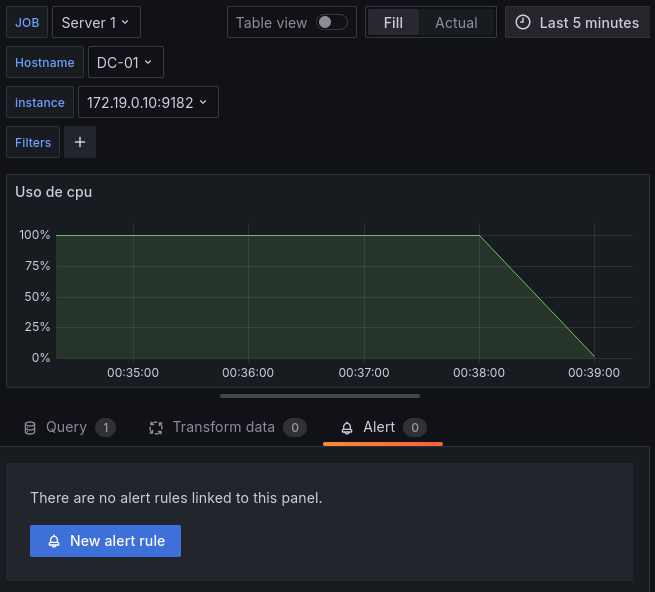 JOB Server 1 Table view Fill Actual Last 5 minutes
Hostname DC-01
instance 172.19.0.10:9182
Filters +
Uso de cpu
100%
75%
50%
25%
0%
00:35:00 00:36:00 00:37:00 00:38:00 00:39:00
Query 1 Transform data 0 Alert 0
There are no alert rules linked to this panel.
New alert rule